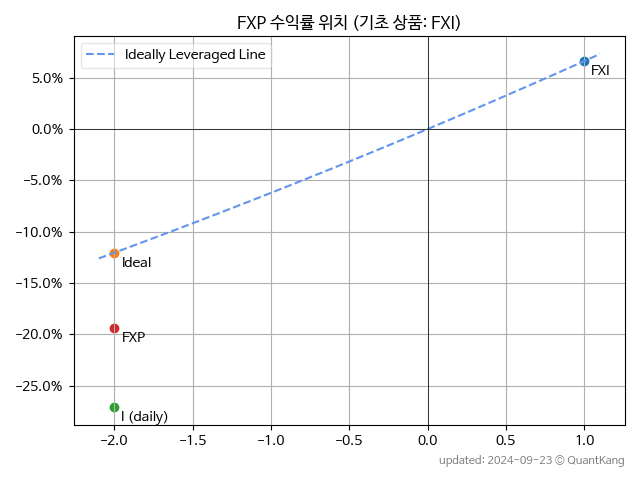 FXP 수익률 위치 (기초 상품: FXI)
Ideally Leveraged Line
5.0%
0.0%
−5.0%
−10.0%
−15.0%
−20.0%
−25.0%
FXI
Ideal
FXP
I (daily)
−2.0 −1.5 −1.0 −0.5 0.0 0.5 1.0
updated: 2024-09-23 © QuantKang